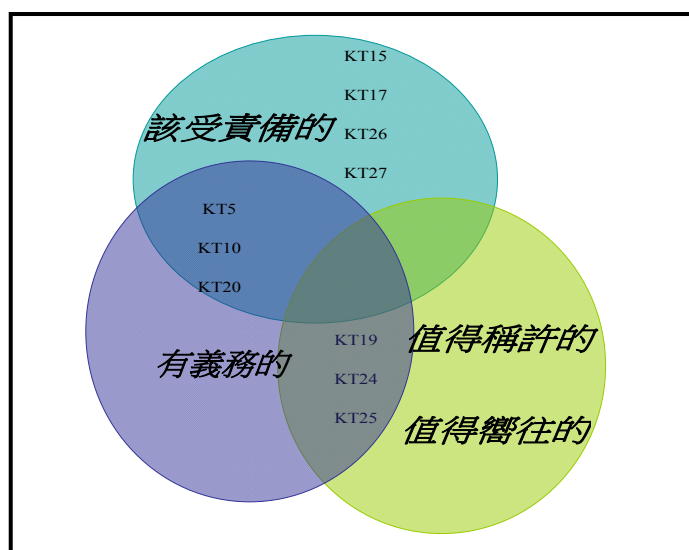 KT15
KT17
該受責備的
KT26
KT27
KT5
KT10
KT20
KT19
值得稱許的
有義務的
KT24
KT25
值得嚮往的